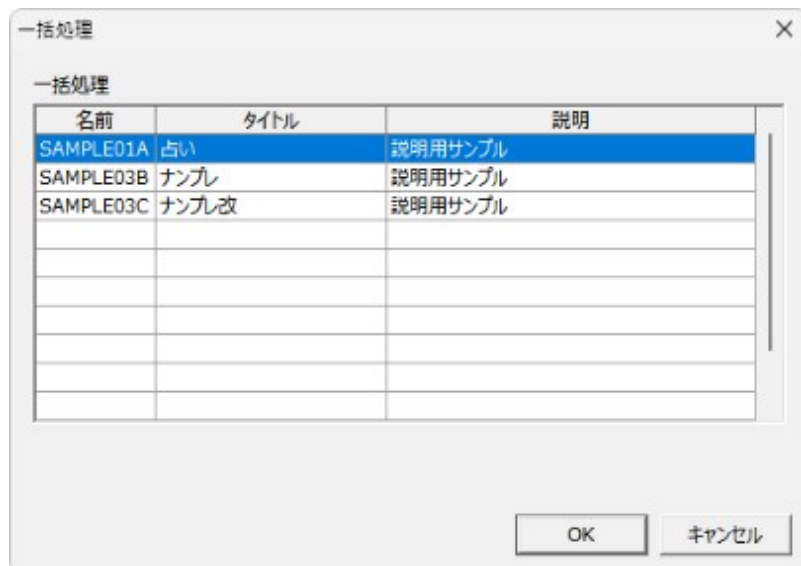 一括処理
一括処理
名前 タイトル 説明
SAMPLE01A 占い 説明用サンプル
SAMPLE03B ナンプレ 説明用サンプル
SAMPLE03C ナンプレ改 説明用サンプル
OK キャンセル